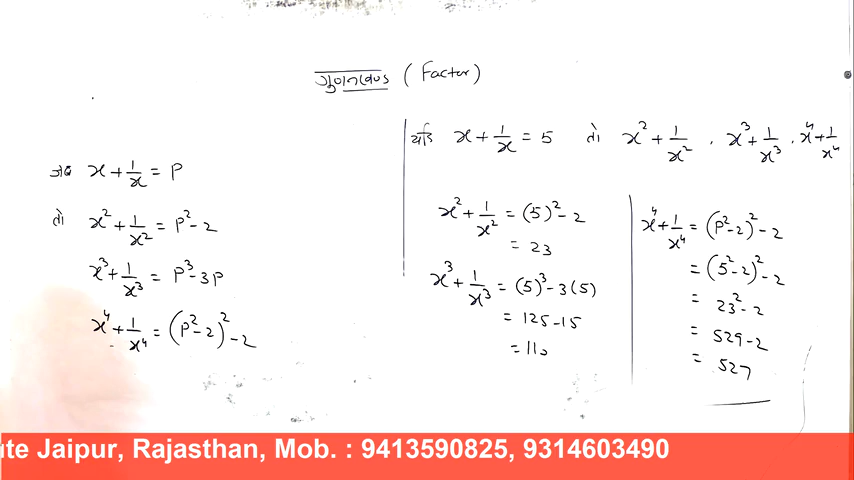 गुणनखण्ड (Factor)
जब x + 1/x = P
तो x² + 1/x² = P² - 2
x³ + 1/x³ = P³ - 3P
x⁴ + 1/x⁴ = (P² - 2)² - 2
यदि x + 1/x = 5 तो x² + 1/x² , x³ + 1/x³ , x⁴ + 1/x⁴
x² + 1/x² = (5)² - 2
= 23
x³ + 1/x³ = (5)³ - 3(5)
= 125 - 15
= 110
x⁴ + 1/x⁴ = (P² - 2)² - 2
= (5² - 2)² - 2
= 23² - 2
= 529 - 2
= 527
ute Jaipur, Rajasthan, Mob. : 9413590825, 9314603490